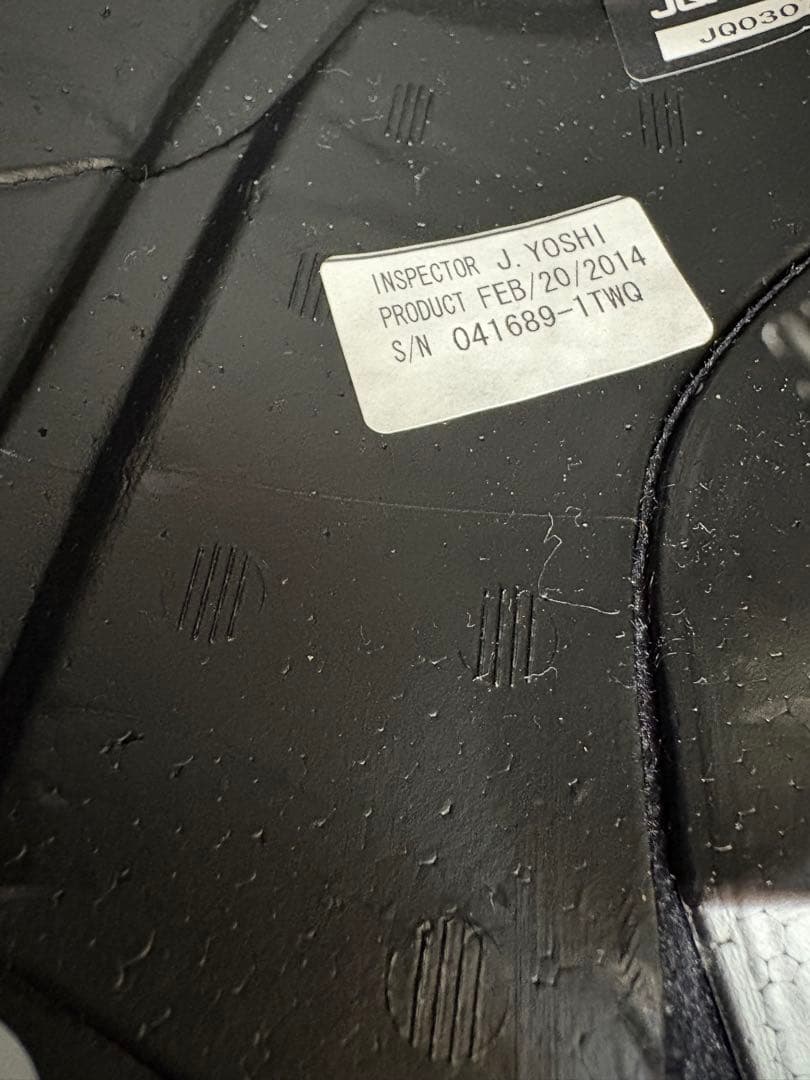 JQ030
INSPECTOR J. YOSHI
PRODUCT FEB/20/2014
S/N 041689-1TWQ